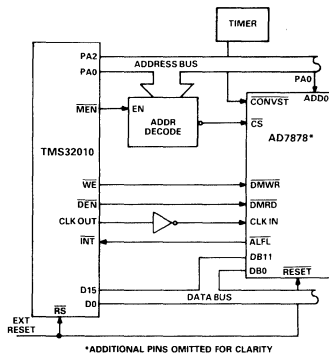 TIMER
PA2
ADDRESS BUS
PA0
PA0
ADD0
MEN
EN
ADDR
DECODE
CONVST
CS
AD7878*
TMS32010
WE
DMWR
DEN
DMRD
CLK OUT
CLK IN
INT
ALFL
DB11
DB0
RESET
D15
DATA BUS
D0
RS
EXT
RESET
*ADDITIONAL PINS OMITTED FOR CLARITY